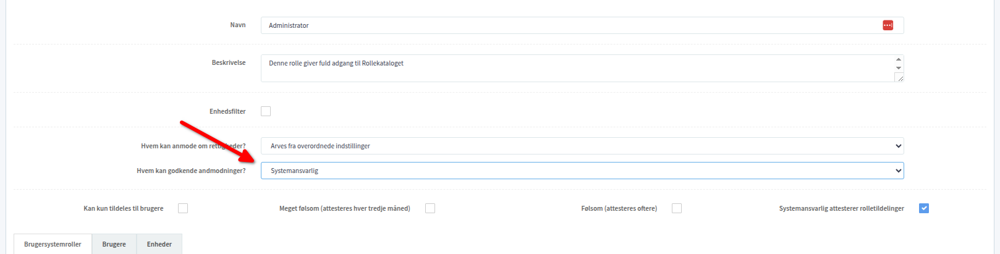 Navn Administrator
Beskrivelse Denne rolle giver fuld adgang til Rollekataloget
Enhedsfilter
Hvem kan anmode om rettigheder? Arves fra overordnede indstillinger
Hvem kan godkende andmodninger? Systemansvarlig
Kan kun tildeles til brugere Meget følsom (attesteres hver tredje måned) Følsom (attesteres oftere) Systemansvarlig attesterer rolletildelinger
Brugersystemroller Brugere Enheder